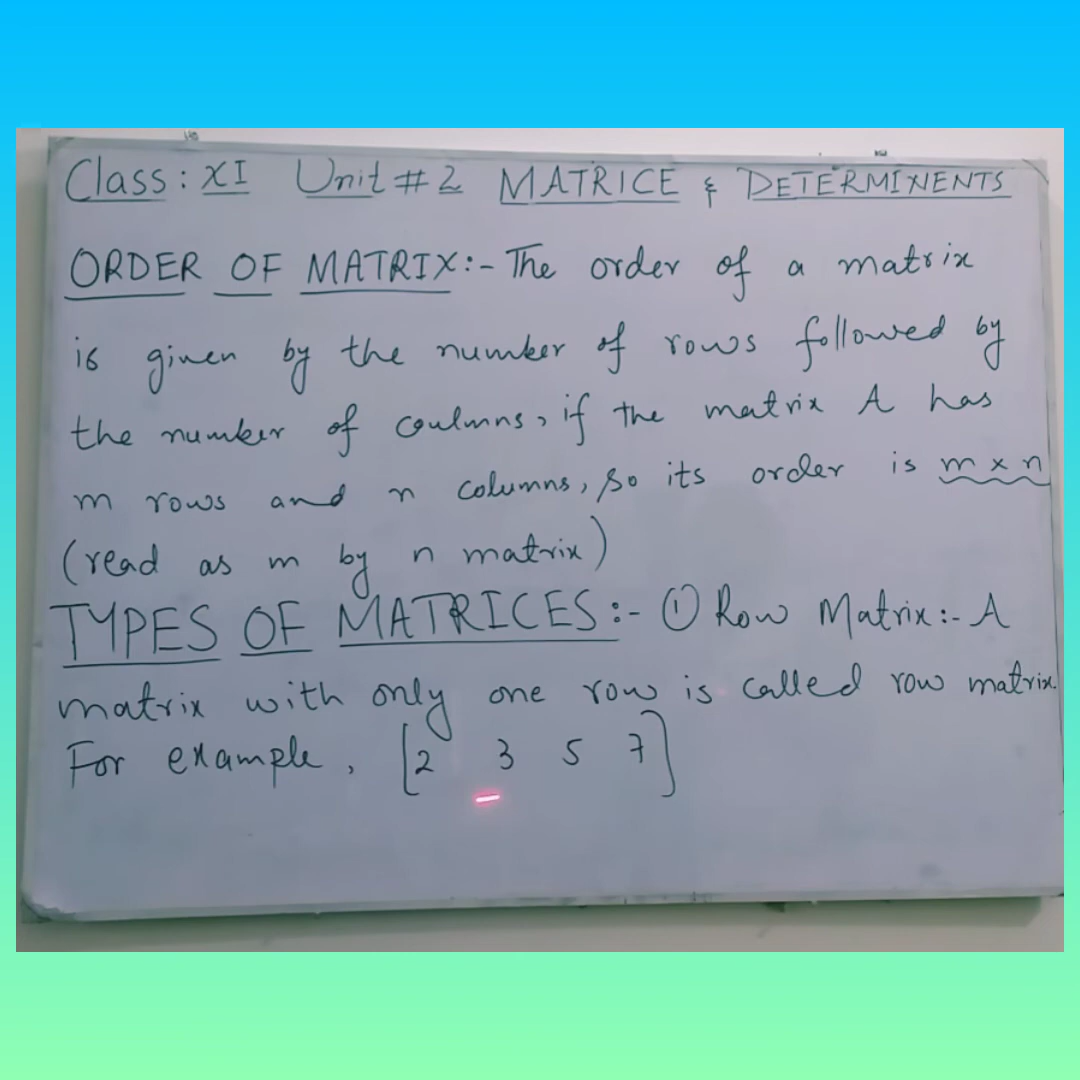 Class: XI Unit # 2 MATRICE & DETERMINENTS
ORDER OF MATRIX:- The order of a matrix
is given by the number of rows followed by
the number of coulmns, if the matrix A has
m rows and n columns, so its order is m × n
(read as m by n matrix)
TYPES OF MATRICES:- ① Row Matrix:- A
matrix with only one row is called row matrix.
For example, [2 3 5 7]